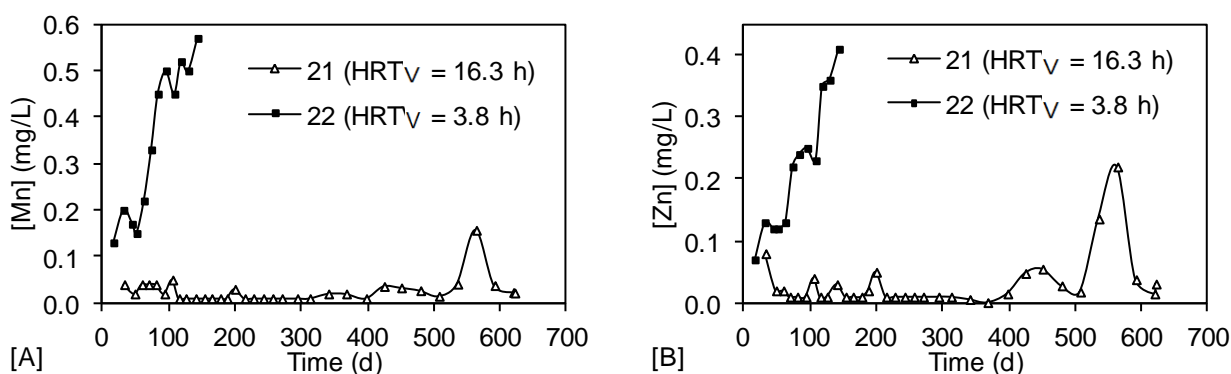 0.6
0.5
0.4
0.3
0.2
0.1
0.0
[Mn] (mg/L)
21 (HRTV = 16.3 h)
22 (HRTV = 3.8 h)
0 100 200 300 400 500 600 700
Time (d)
[A]
0.4
0.3
0.2
0.1
0.0
[Zn] (mg/L)
21 (HRTV = 16.3 h)
22 (HRTV = 3.8 h)
0 100 200 300 400 500 600 700
Time (d)
[B]